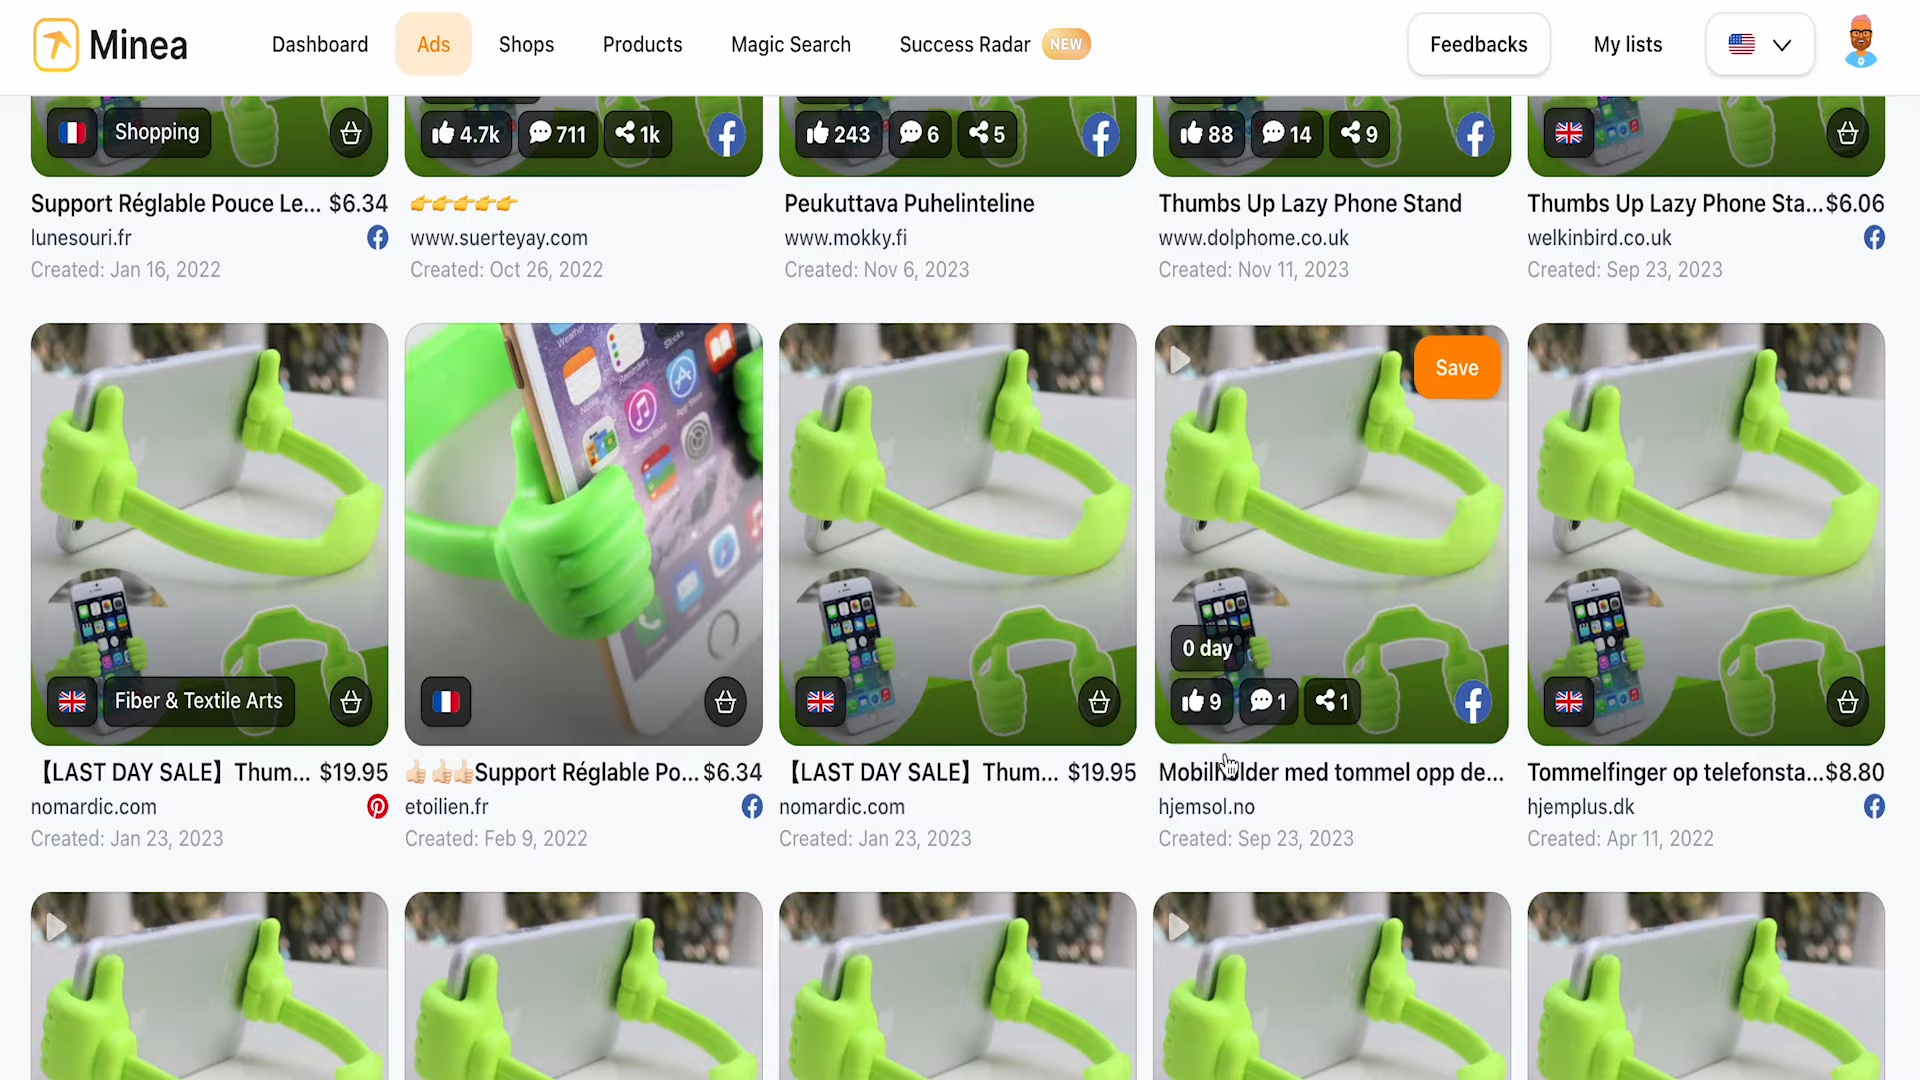 Minea
Dashboard
Ads
Shops
Products
Magic Search
Success Radar
NEW
Feedbacks
My lists
Shopping
4.7k
711
1k
243
6
5
88
14
9
Support Réglable Pouce Le... $6.34
lunesouri.fr
Created: Jan 16, 2022
👉👉👉👉👉
www.suerteyay.com
Created: Oct 26, 2022
Peukuttava Puhelinteline
www.mokky.fi
Created: Nov 6, 2023
Thumbs Up Lazy Phone Stand
www.dolphome.co.uk
Created: Nov 11, 2023
Thumbs Up Lazy Phone Sta... $6.06
welkinbird.co.uk
Created: Sep 23, 2023
Save
0 day
Fiber & Textile Arts
9
1
1
【LAST DAY SALE】Thum... $19.95
nomardic.com
Created: Jan 23, 2023
👍🏻👍🏻👍🏻Support Réglable Po... $6.34
etoilien.fr
Created: Feb 9, 2022
【LAST DAY SALE】Thum... $19.95
nomardic.com
Created: Jan 23, 2023
Mobilholder med tommel opp de...
hjemsol.no
Created: Sep 23, 2023
Tommelfinger op telefonsta... $8.80
hjemplus.dk
Created: Apr 11, 2022